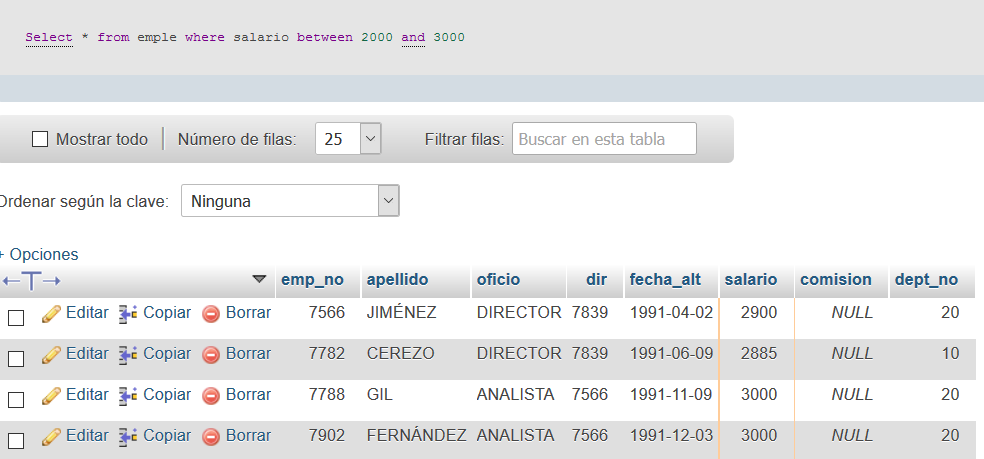 Select * from emple where salario between 2000 and 3000
Mostrar todo Número de filas: 25 Filtrar filas: Buscar en esta tabla
Ordenar según la clave: Ninguna
+ Opciones
←T→ emp_no apellido oficio dir fecha_alt salario comision dept_no
Editar Copiar Borrar 7566 JIMÉNEZ DIRECTOR 7839 1991-04-02 2900 NULL 20
Editar Copiar Borrar 7782 CEREZO DIRECTOR 7839 1991-06-09 2885 NULL 10
Editar Copiar Borrar 7788 GIL ANALISTA 7566 1991-11-09 3000 NULL 20
Editar Copiar Borrar 7902 FERNÁNDEZ ANALISTA 7566 1991-12-03 3000 NULL 20